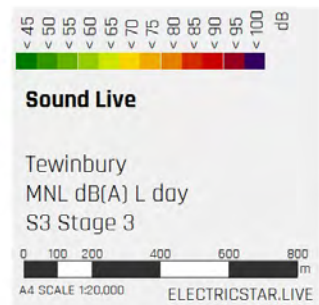 < 45 < 50 < 55 < 60 < 65 < 70 < 75 < 80 < 85 < 90 < 95 < 100 dB
Sound Live
Tewinbury
MNL dB(A) L day
S3 Stage 3
0 100 200 400 600 800
m
A4 SCALE 1:20.000 ELECTRICSTAR.LIVE